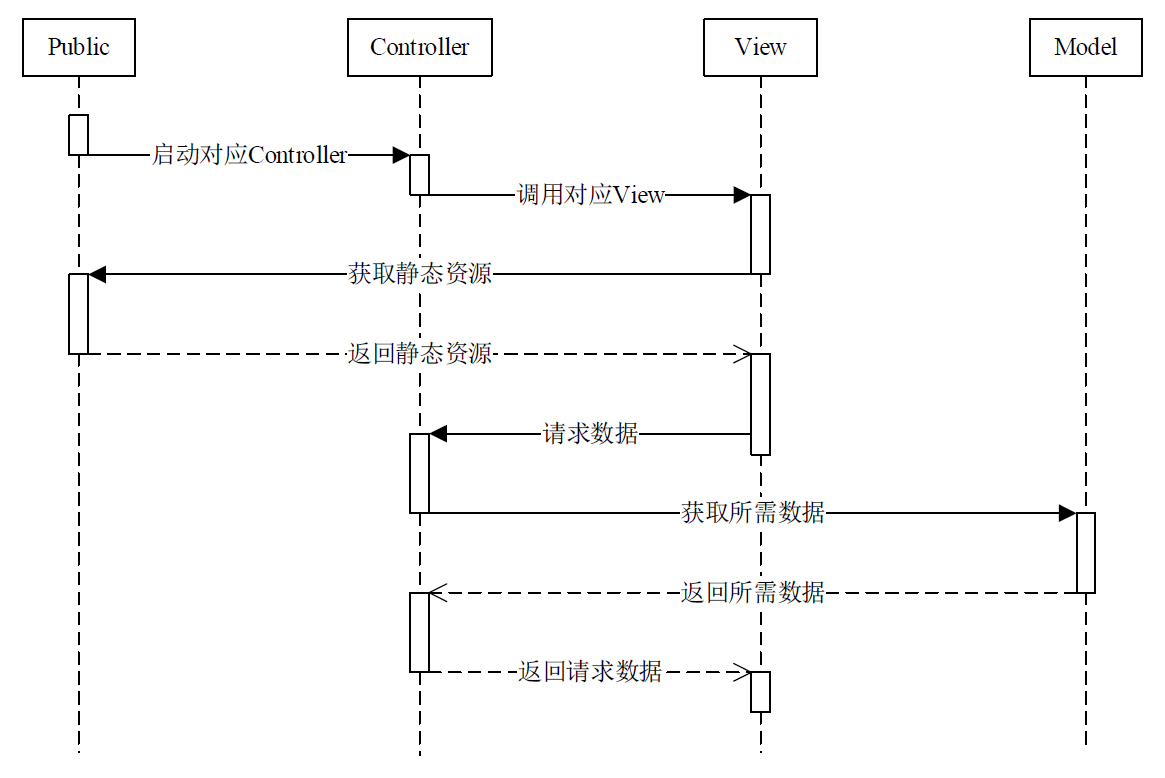 Public
Controller
View
Model
启动对应Controller
调用对应View
获取静态资源
返回静态资源
请求数据
获取所需数据
返回所需数据
返回请求数据